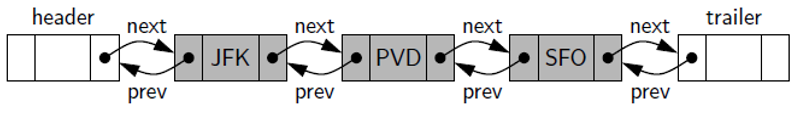 header trailer
next next next next
JFK PVD SFO
prev prev prev prev